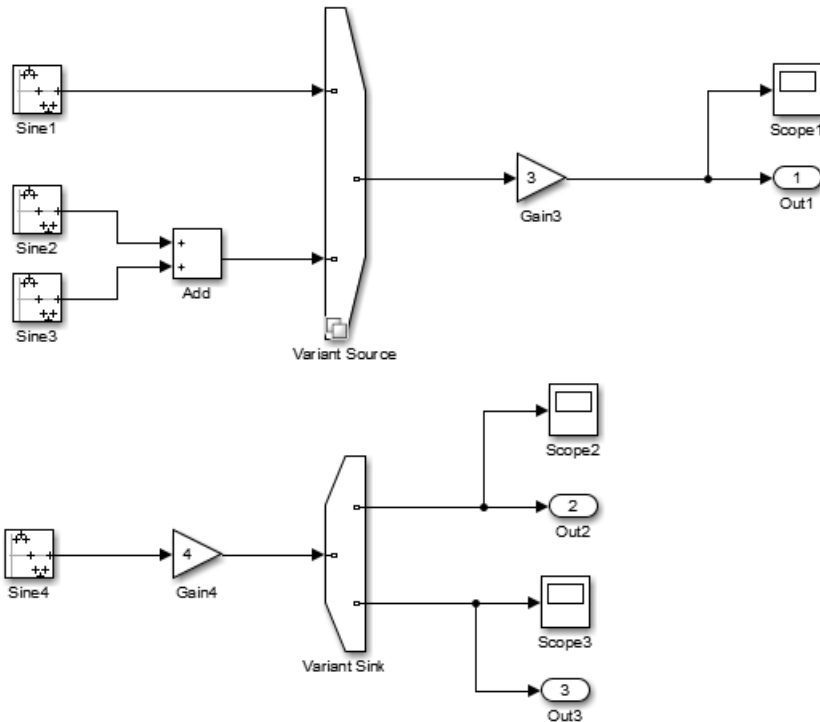 Sine1
Scope1
3
Gain3
1
Out1
Sine2
+
+
Add
Sine3
Variant Source
Scope2
2
Out2
Sine4
4
Gain4
Scope3
Variant Sink
3
Out3